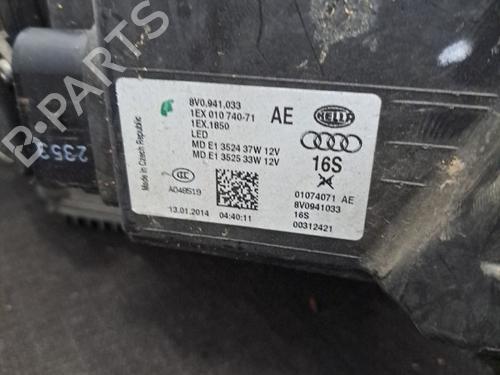 B-PARTS
2353
8V0.941.033
1EX 010 740-71 AE
1EX.1850
LED
MD E1 3524 37W 12V
MD E1 3525 33W 12V
Made in Czech Republic
CCC
A048S19
13.01.2014 04:40:11
HELLA
16S
01074071 AE
8V0941033
16S
00312421